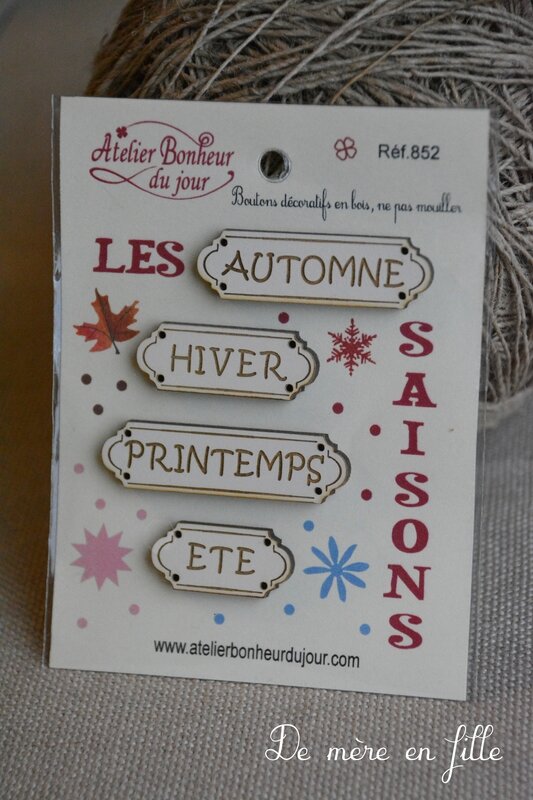 Atelier Bonheur
du jour
Réf.852
Boutons décoratifs en bois, ne pas mouiller
LES
AUTOMNE
HIVER
PRINTEMPS
ETE
SAISONS
www.atelierbonheurdujour.com
De mère en fille